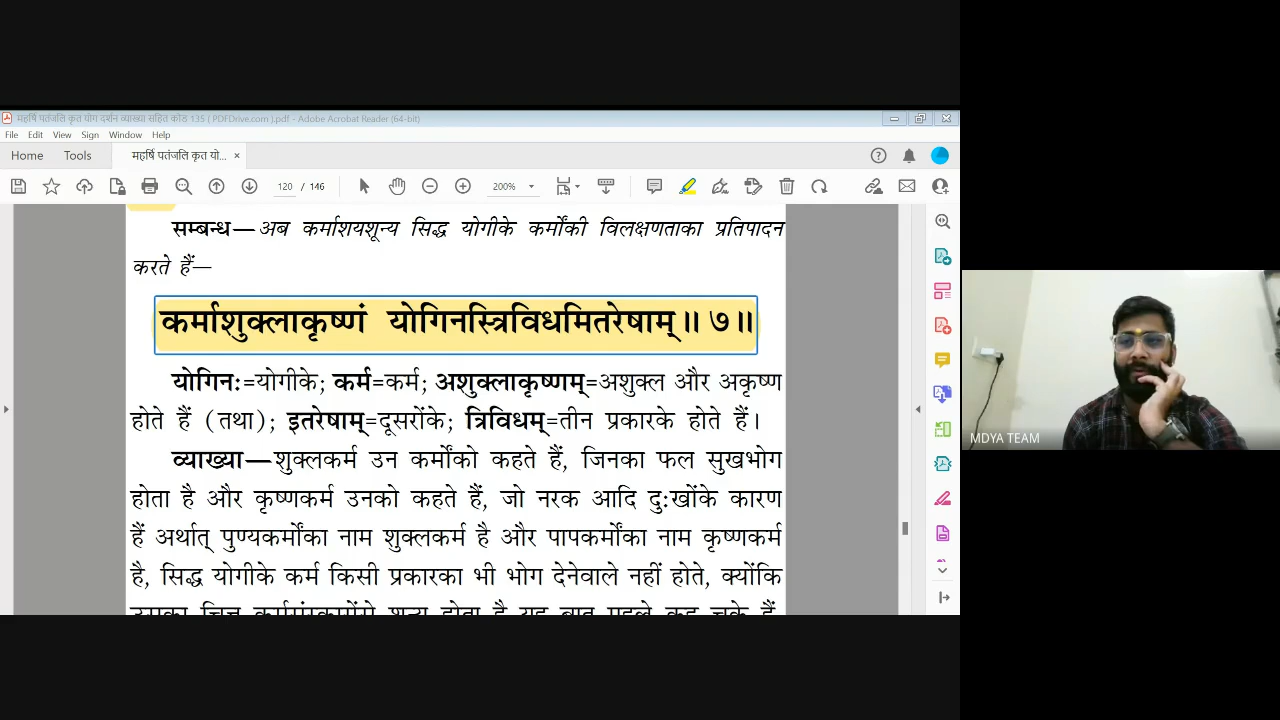 महर्षि पतंजलि कृत योग दर्शन व्याख्या सहित कोड 135 ( PDFDrive.com ).pdf - Adobe Acrobat Reader (64-bit)
File Edit View Sign Window Help
Home Tools महर्षि पतंजलि कृत यो... ×
120 / 146 200%
सम्बन्ध—अब कर्माशयशून्य सिद्ध योगीके कर्मोंकी विलक्षणताका प्रतिपादन
करते हैं—
कर्माशुक्लाकृष्णं योगिनस्त्रिविधमितरेषाम्॥ ७॥
योगिनः=योगीके; कर्म=कर्म; अशुक्लाकृष्णम्=अशुक्ल और अकृष्ण
होते हैं (तथा); इतरेषाम्=दूसरोंके; त्रिविधम्=तीन प्रकारके होते हैं।
व्याख्या—शुक्लकर्म उन कर्मोंको कहते हैं, जिनका फल सुखभोग
होता है और कृष्णकर्म उनको कहते हैं, जो नरक आदि दुःखोंके कारण
हैं अर्थात् पुण्यकर्मोंका नाम शुक्लकर्म है और पापकर्मोंका नाम कृष्णकर्म
है, सिद्ध योगीके कर्म किसी प्रकारका भी भोग देनेवाले नहीं होते, क्योंकि
MDYA TEAM